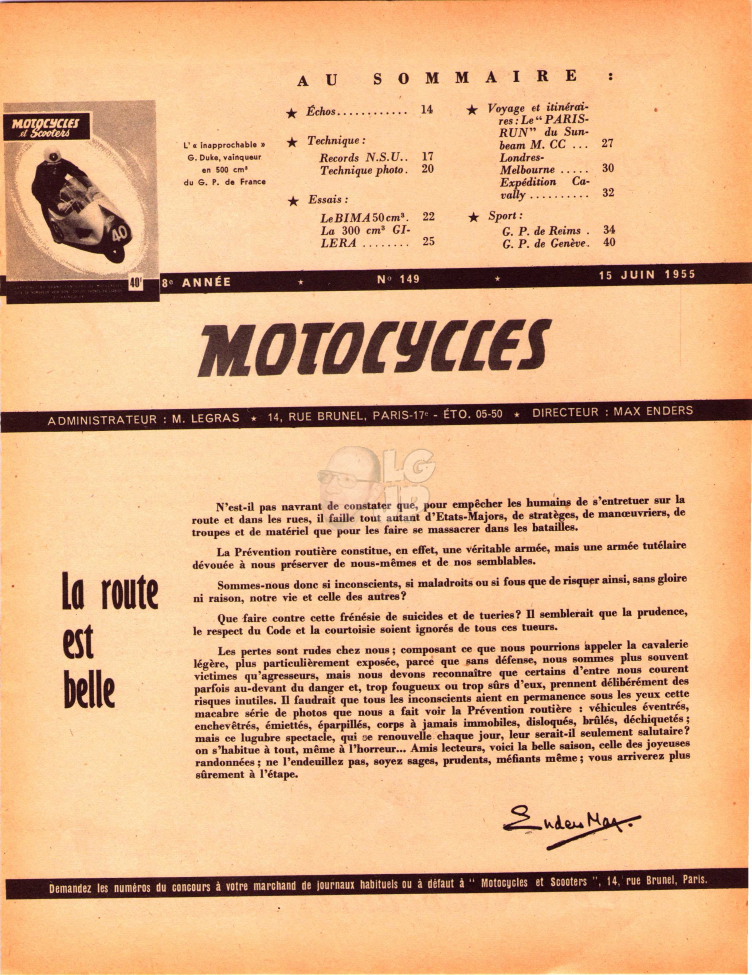 AU SOMMAIRE :
MOTOCYCLES
et Scooters
40
40F
L'« inapprochable »
G. Duke, vainqueur
en 500 cm³
du G. P. de France
★ Échos............ 14
★ Technique :
Records N.S.U.. 17
Technique photo. 20
★ Essais :
Le BIMA 50 cm³. 22
La 300 cm³ GI-
LERA ........ 25
★ Voyage et itinérai-
res : Le " PARIS-
RUN " du Sun-
beam M. CC ... 27
Londres-
Melbourne ..... 30
Expédition Ca-
vally .......... 32
★ Sport :
G. P. de Reims . 34
G. P. de Genève. 40
8e ANNÉE ★ No 149 ★ 15 JUIN 1955
MOTOCYCLES
ADMINISTRATEUR : M. LEGRAS ★ 14, RUE BRUNEL, PARIS-17e - ÉTO. 05-50 ★ DIRECTEUR : MAX ENDERS
LG
La route
est
belle
N'est-il pas navrant de constater que, pour empêcher les humains de s'entretuer sur la
route et dans les rues, il faille tout autant d'Etats-Majors, de stratèges, de manœuvriers, de
troupes et de matériel que pour les faire se massacrer dans les batailles.
La Prévention routière constitue, en effet, une véritable armée, mais une armée tutélaire
dévouée à nous préserver de nous-mêmes et de nos semblables.
Sommes-nous donc si inconscients, si maladroits ou si fous que de risquer ainsi, sans gloire
ni raison, notre vie et celle des autres ?
Que faire contre cette frénésie de suicides et de tueries ? Il semblerait que la prudence,
le respect du Code et la courtoisie soient ignorés de tous ces tueurs.
Les pertes sont rudes chez nous ; composant ce que nous pourrions appeler la cavalerie
légère, plus particulièrement exposée, parce que sans défense, nous sommes plus souvent
victimes qu'agresseurs, mais nous devons reconnaître que certains d'entre nous courent
parfois au-devant du danger et, trop fougueux ou trop sûrs d'eux, prennent délibérément des
risques inutiles. Il faudrait que tous les inconscients aient en permanence sous les yeux cette
macabre série de photos que nous a fait voir la Prévention routière : véhicules éventrés,
enchevêtrés, émiettés, éparpillés, corps à jamais immobiles, disloqués, brûlés, déchiquetés ;
mais ce lugubre spectacle, qui se renouvelle chaque jour, leur serait-il seulement salutaire ?
on s'habitue à tout, même à l'horreur... Amis lecteurs, voici la belle saison, celle des joyeuses
randonnées ; ne l'endeuillez pas, soyez sages, prudents, méfiants même ; vous arriverez plus
sûrement à l'étape.
Enders Max.
Demandez les numéros du concours à votre marchand de journaux habituels ou à défaut à " Motocycles et Scooters ", 14, rue Brunel, Paris.